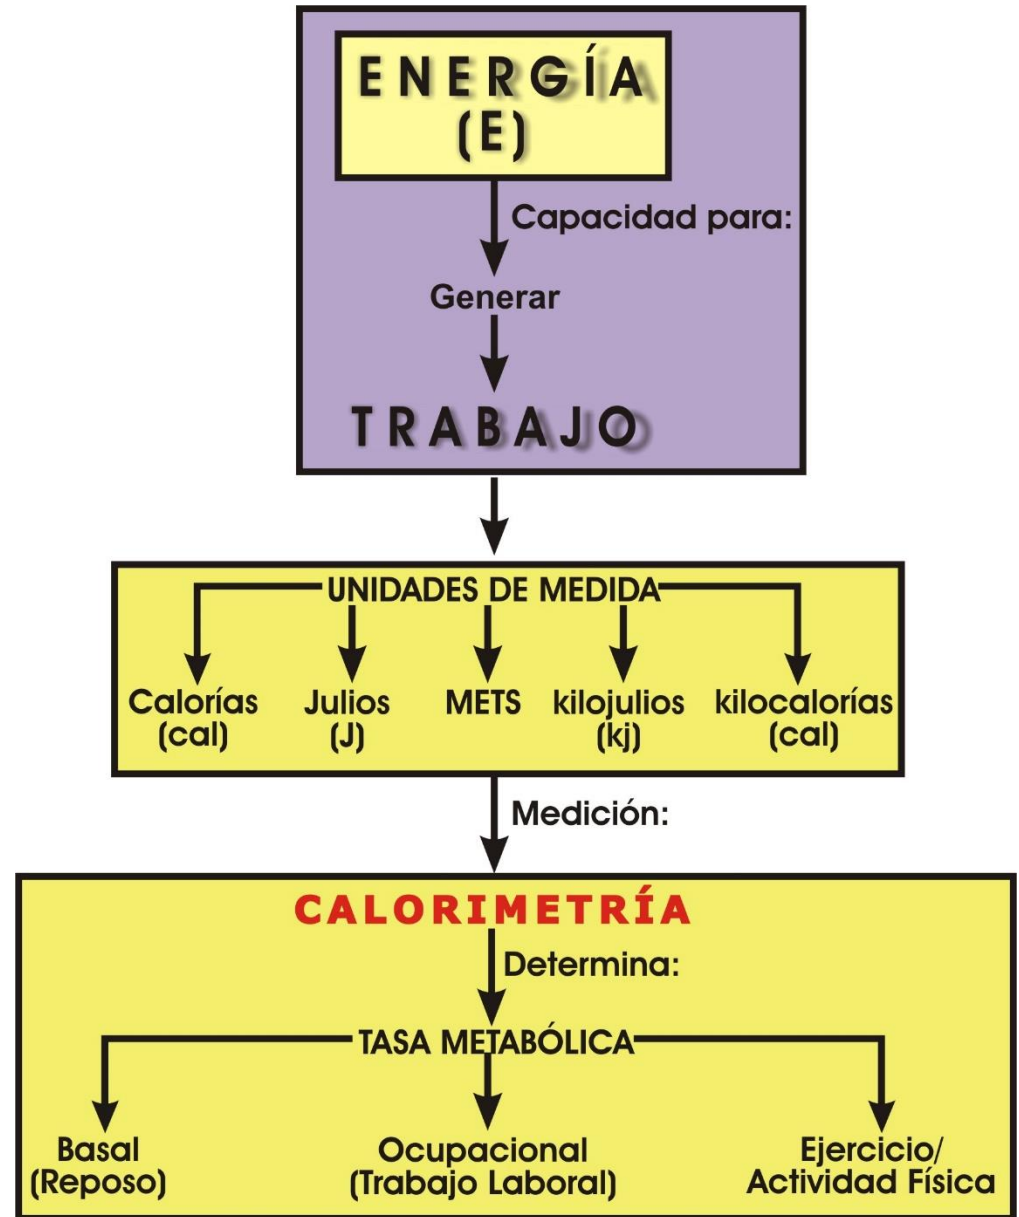 ENERGÍA
(E)
Capacidad para:
Generar
TRABAJO
UNIDADES DE MEDIDA
Calorías
(cal)
Julios
(J)
METS
kilojulios
(kj)
kilocalorías
(cal)
Medición:
CALORIMETRÍA
Determina:
TASA METABÓLICA
Basal
(Reposo)
Ocupacional
(Trabajo Laboral)
Ejercicio/
Actividad Física